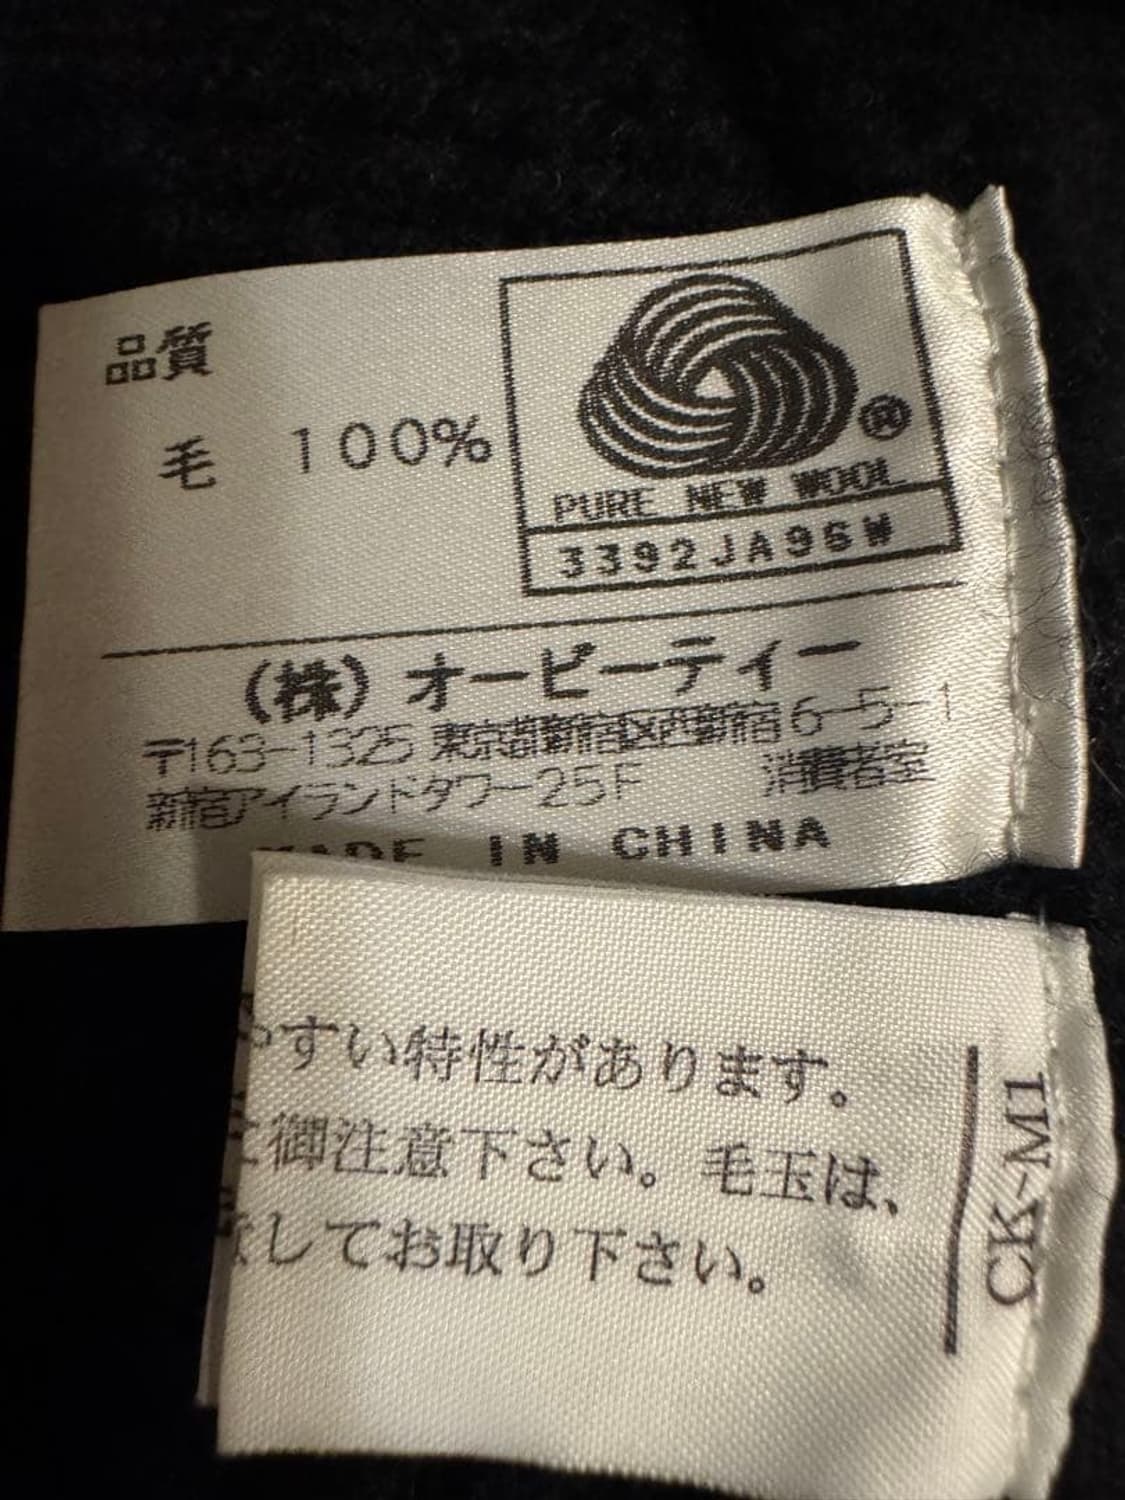 品質
毛 100%
®
PURE NEW WOOL
3392JA96W
(株) オーピーティー
〒163-1325 東京都新宿区西新宿6-5-1
新宿アイランドタワー25F 消費者室
MADE IN CHINA
すい特性があります。
御注意下さい。毛玉は、
してお取り下さい。
CK-M1